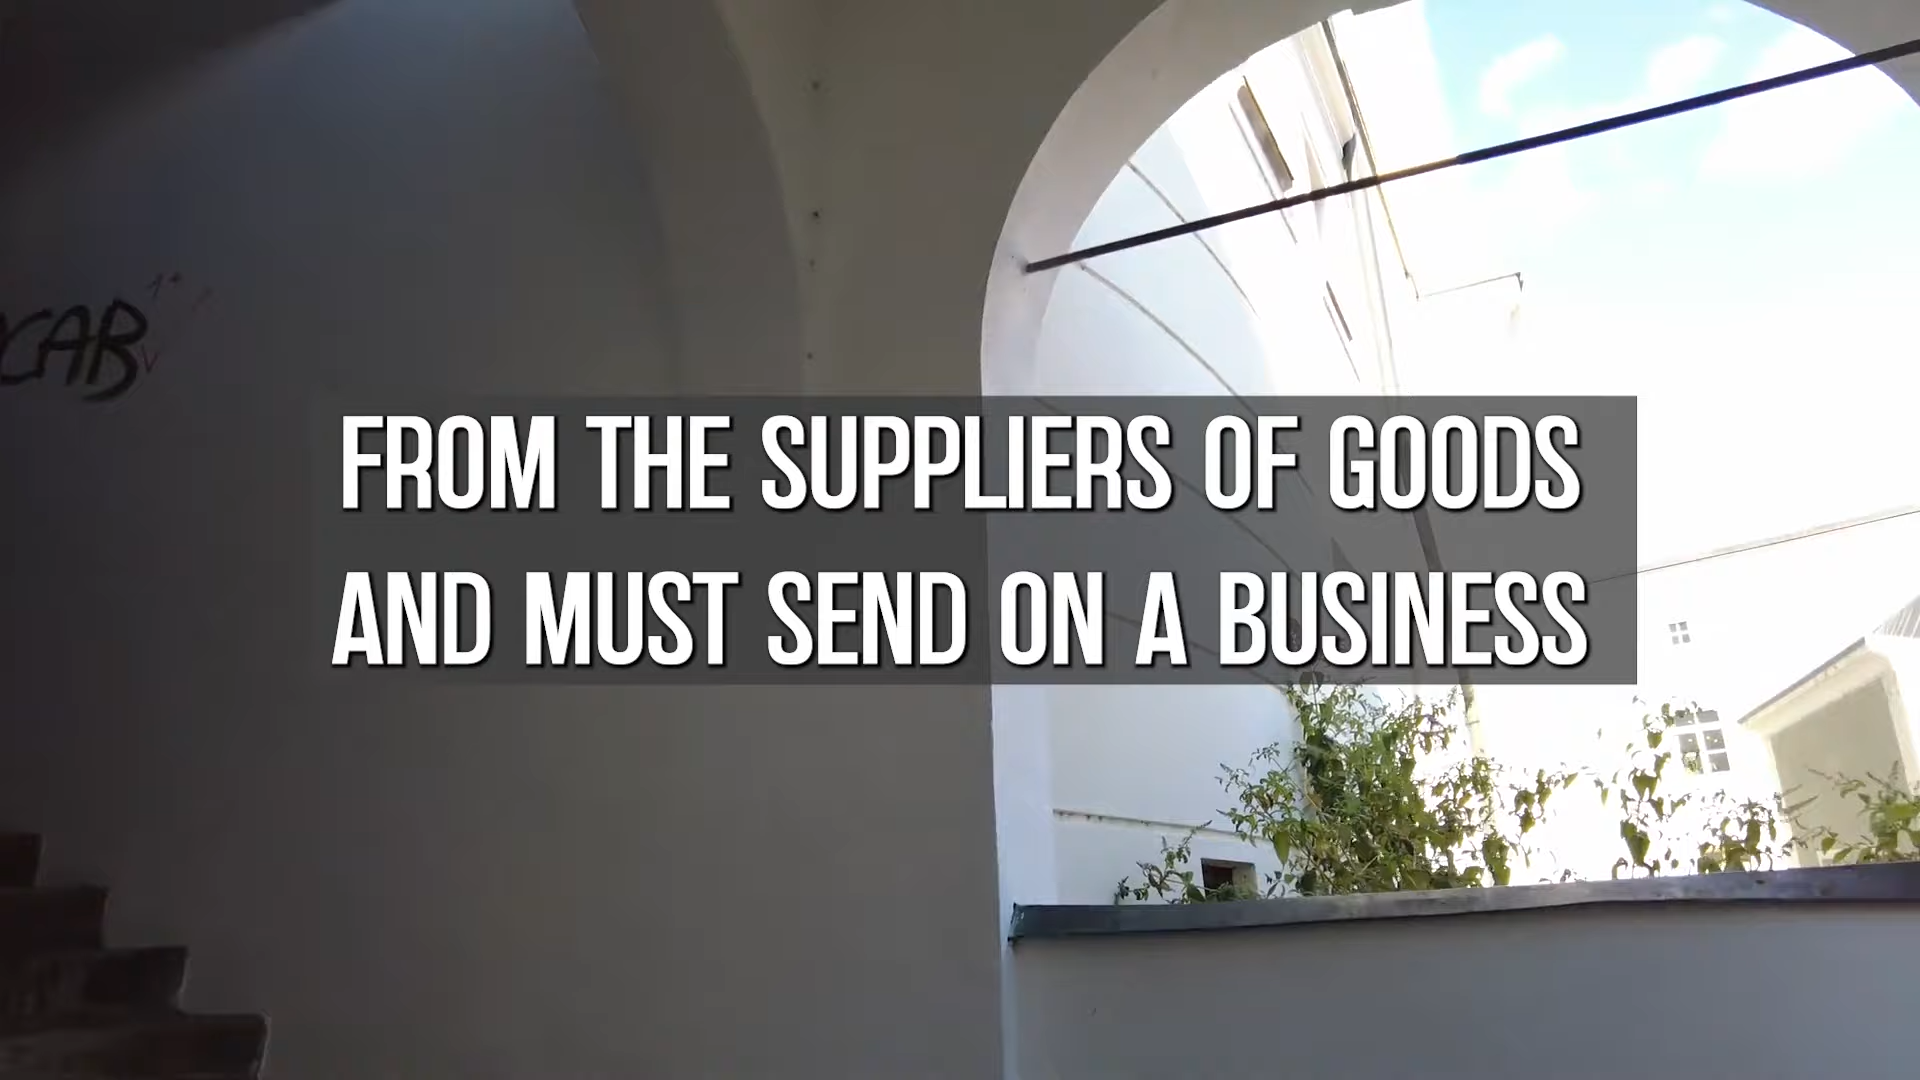 FROM THE SUPPLIERS OF GOODS
AND MUST SEND ON A BUSINESS